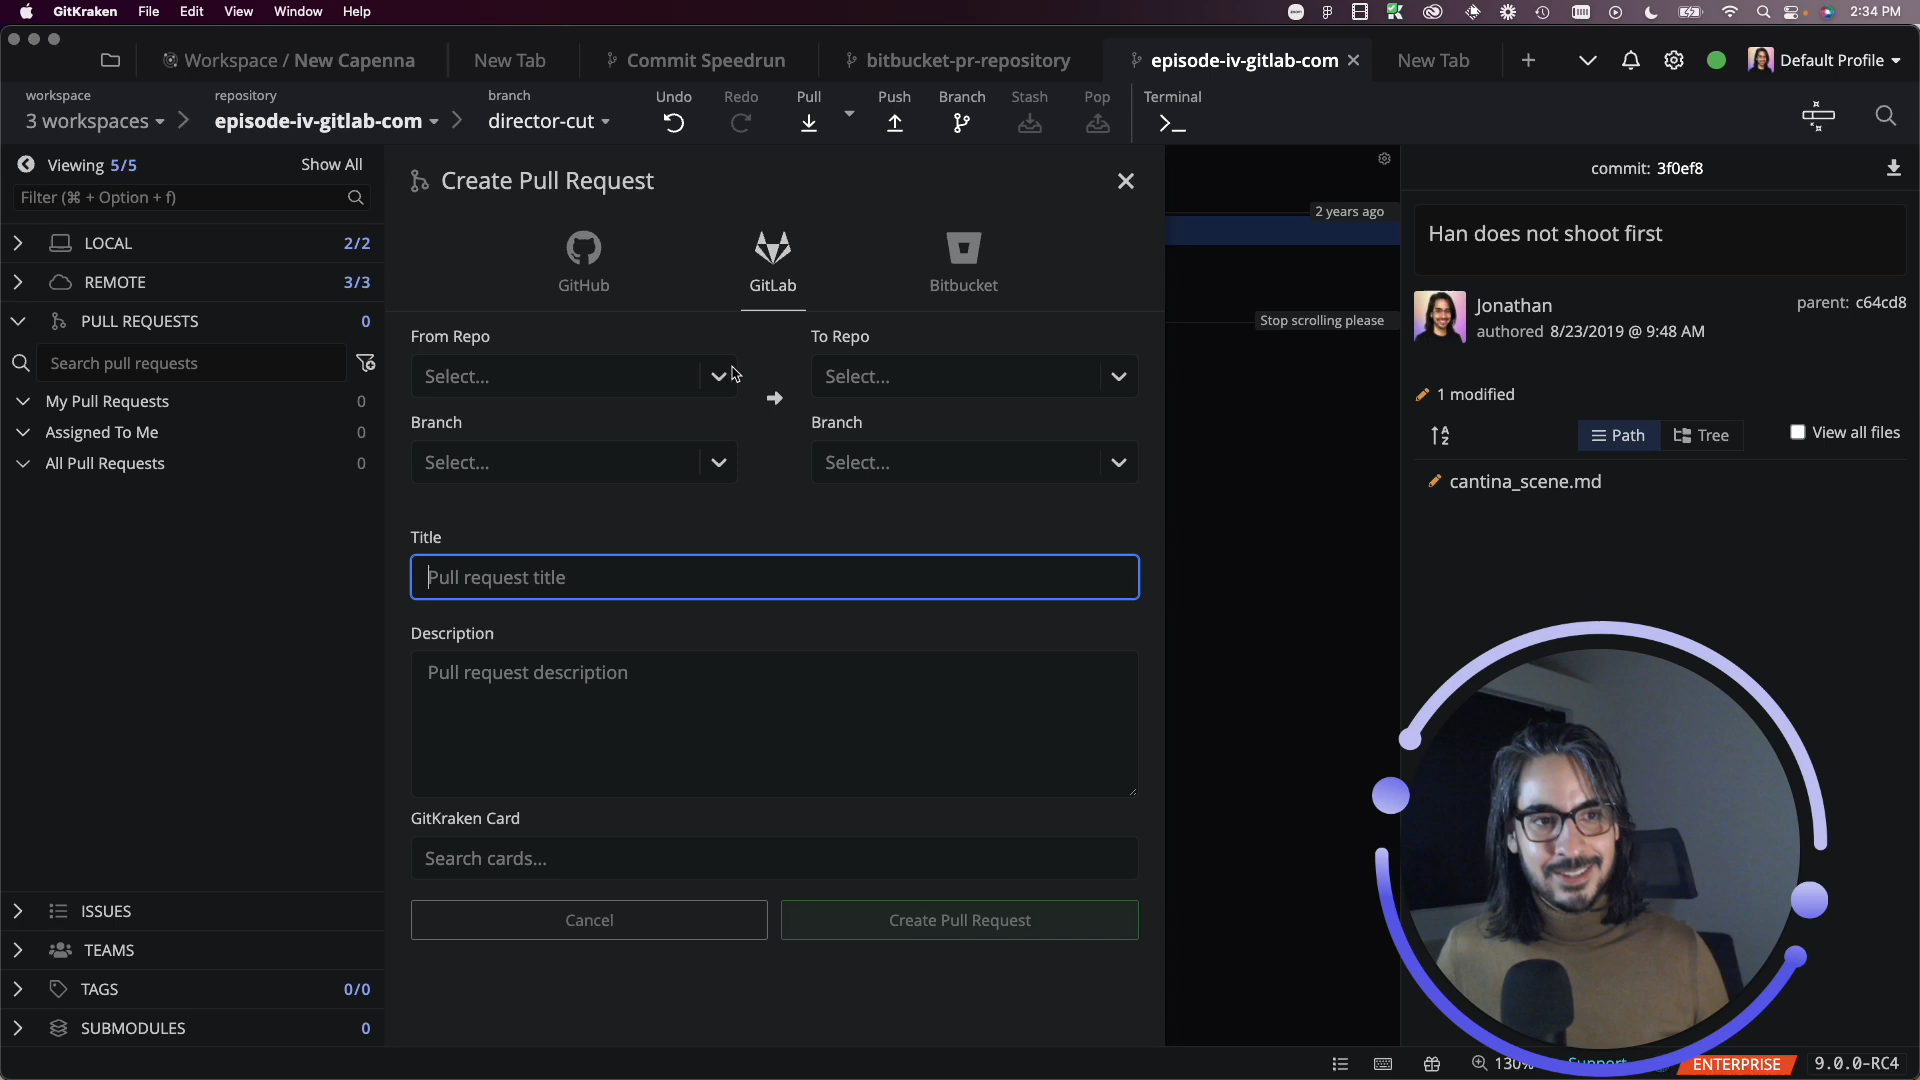 GitKraken File Edit View Window Help
2:34 PM
Workspace / New Capenna
New Tab
Commit Speedrun
bitbucket-pr-repository
episode-iv-gitlab-com
New Tab
Default Profile
workspace
3 workspaces
repository
episode-iv-gitlab-com
branch
director-cut
Undo
Redo
Pull
Push
Branch
Stash
Pop
Terminal
Viewing 5/5
Show All
Filter (⌘ + Option + f)
LOCAL 2/2
REMOTE 3/3
PULL REQUESTS 0
Search pull requests
My Pull Requests 0
Assigned To Me 0
All Pull Requests 0
ISSUES
TEAMS
TAGS 0/0
SUBMODULES 0
Create Pull Request
GitHub
GitLab
Bitbucket
From Repo
Select...
To Repo
Select...
Branch
Select...
Branch
Select...
Title
Pull request title
Description
Pull request description
GitKraken Card
Search cards...
Cancel
Create Pull Request
2 years ago
Stop scrolling please
commit: 3f0ef8
Han does not shoot first
Jonathan
authored 8/23/2019 @ 9:48 AM
parent: c64cd8
1 modified
Path
Tree
View all files
cantina_scene.md
130%
Support
ENTERPRISE
9.0.0-RC4